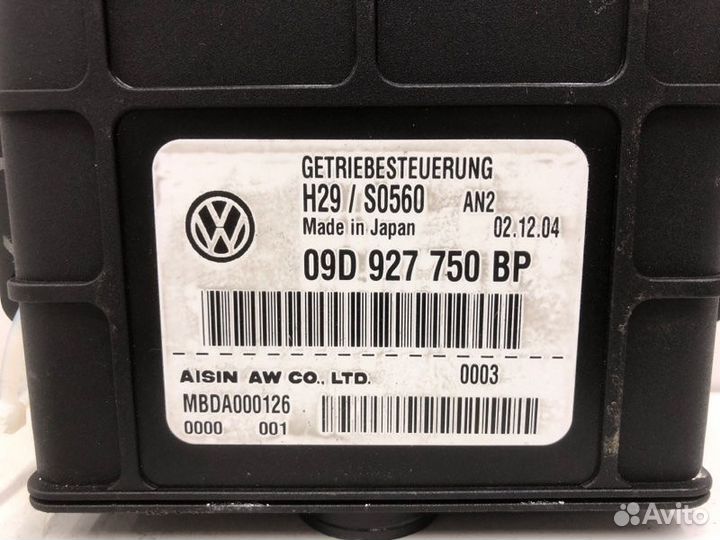 GETRIEBESTEUERUNG
H29 / S0560 AN2
Made in Japan 02.12.04
09D 927 750 BP
AISIN AW CO., LTD. 0003
MBDA000126
0000 001
Avito